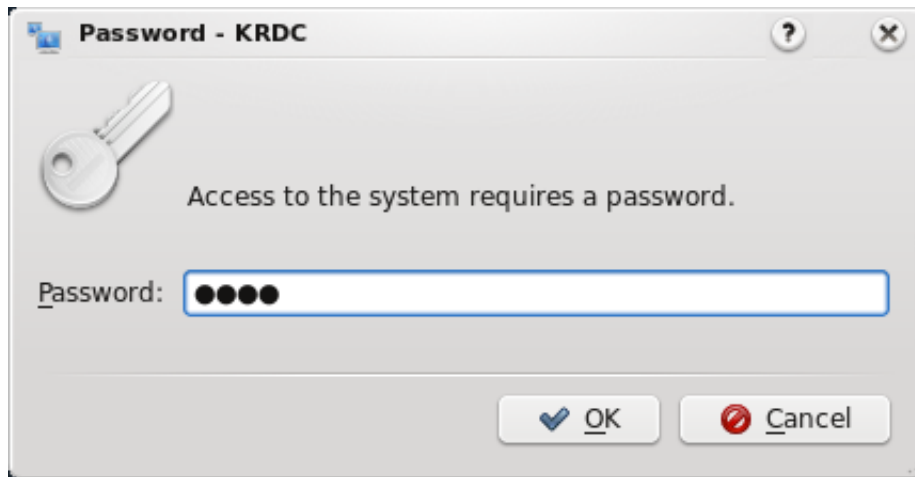 Password - KRDC
Access to the system requires a password.
Password: ●●●●
OK Cancel